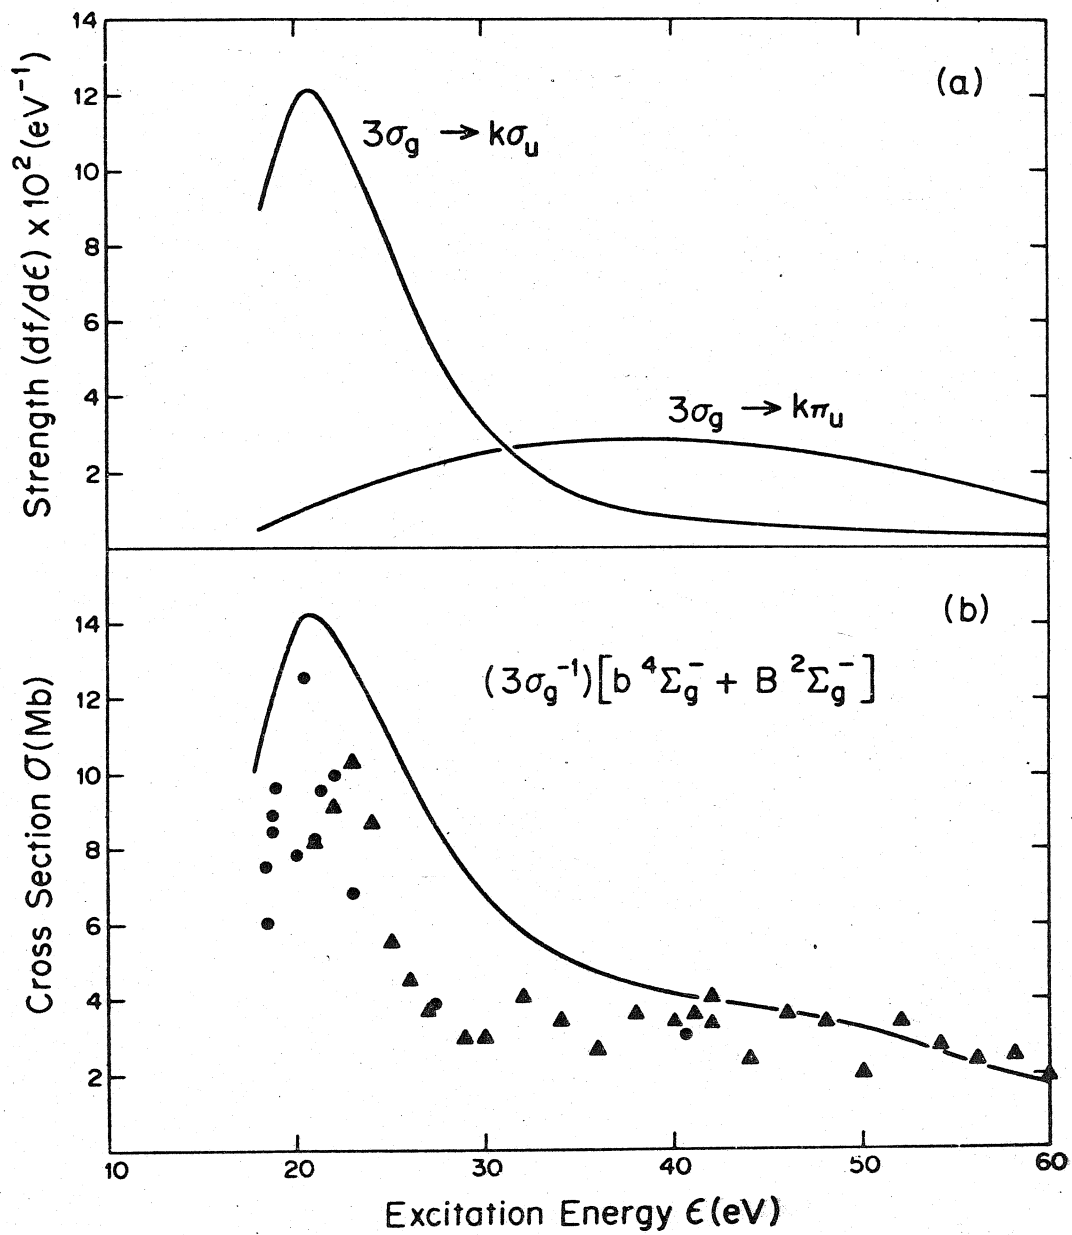 14
12
10
8
6
4
2
Strength (df/dϵ) x 10² (eV⁻¹)
(a)
3σg → kσu
3σg → kπu
(b)
(3σg⁻¹)[b ⁴Σg⁻ + B ²Σg⁻]
14
12
10
8
6
4
2
Cross Section σ(Mb)
10 20 30 40 50 60
Excitation Energy ϵ(eV)